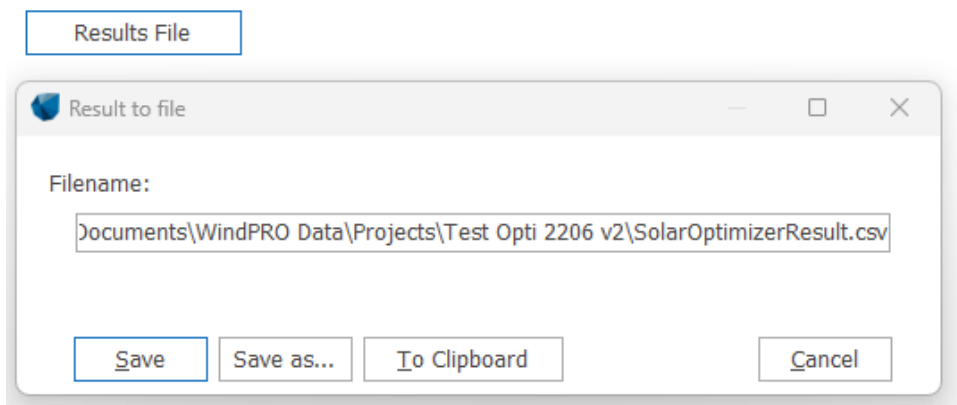 Results File
Result to file
Filename:
Documents\WindPRO Data\Projects\Test Opti 2206 v2\SolarOptimizerResult.csv
Save Save as... To Clipboard Cancel